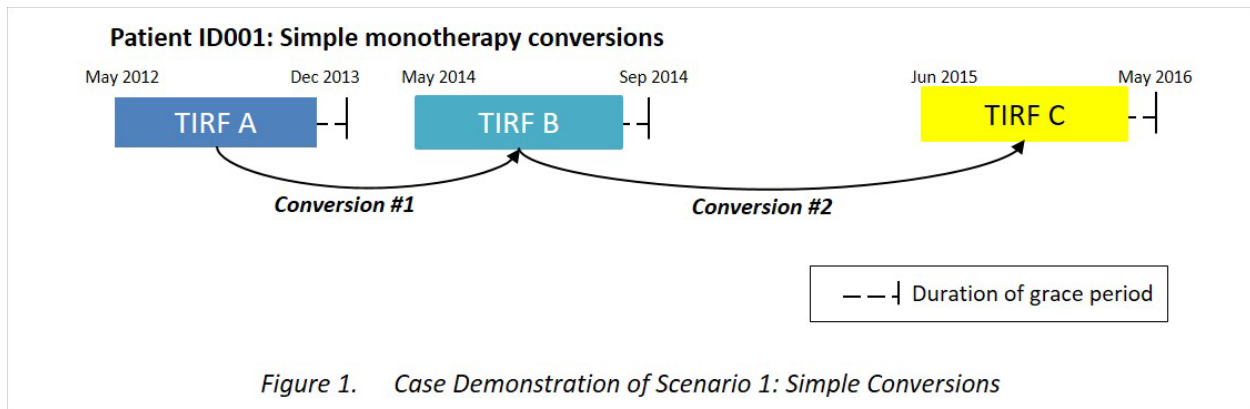 Patient ID001: Simple monotherapy conversions
May 2012 Dec 2013 May 2014 Sep 2014 Jun 2015 May 2016
TIRF A TIRF B TIRF C
Conversion #1 Conversion #2
Duration of grace period
Figure 1. Case Demonstration of Scenario 1: Simple Conversions